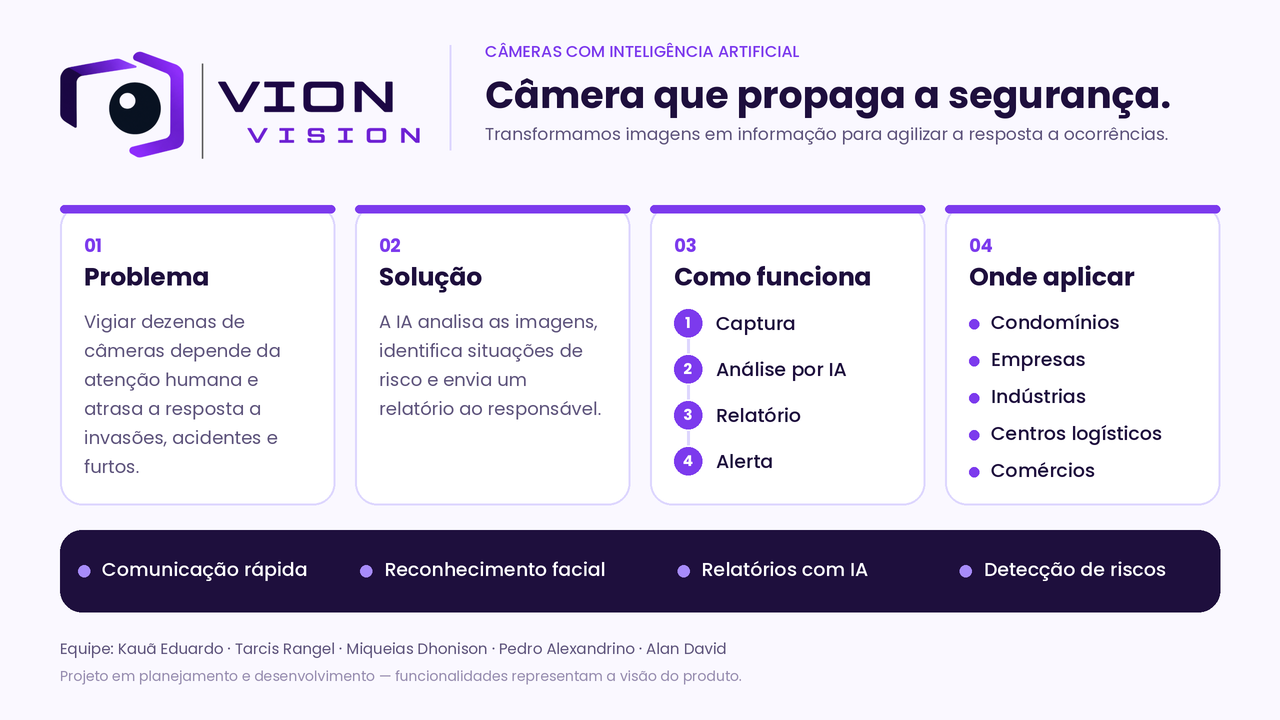 VION
VISION
CÂMERAS COM INTELIGÊNCIA ARTIFICIAL
Câmera que propaga a segurança.
Transformamos imagens em informação para agilizar a resposta a ocorrências.
01
Problema
Vigiar dezenas de
câmeras depende da
atenção humana e
atrasa a resposta a
invasões, acidentes e
furtos.
02
Solução
A IA analisa as imagens,
identifica situações de
risco e envia um
relatório ao responsável.
03
Como funciona
1 Captura
2 Análise por IA
3 Relatório
4 Alerta
04
Onde aplicar
Condomínios
Empresas
Indústrias
Centros logísticos
Comércios
Comunicação rápida
Reconhecimento facial
Relatórios com IA
Detecção de riscos
Equipe: Kauã Eduardo · Tarcis Rangel · Miqueias Dhonison · Pedro Alexandrino · Alan David
Projeto em planejamento e desenvolvimento — funcionalidades representam a visão do produto.